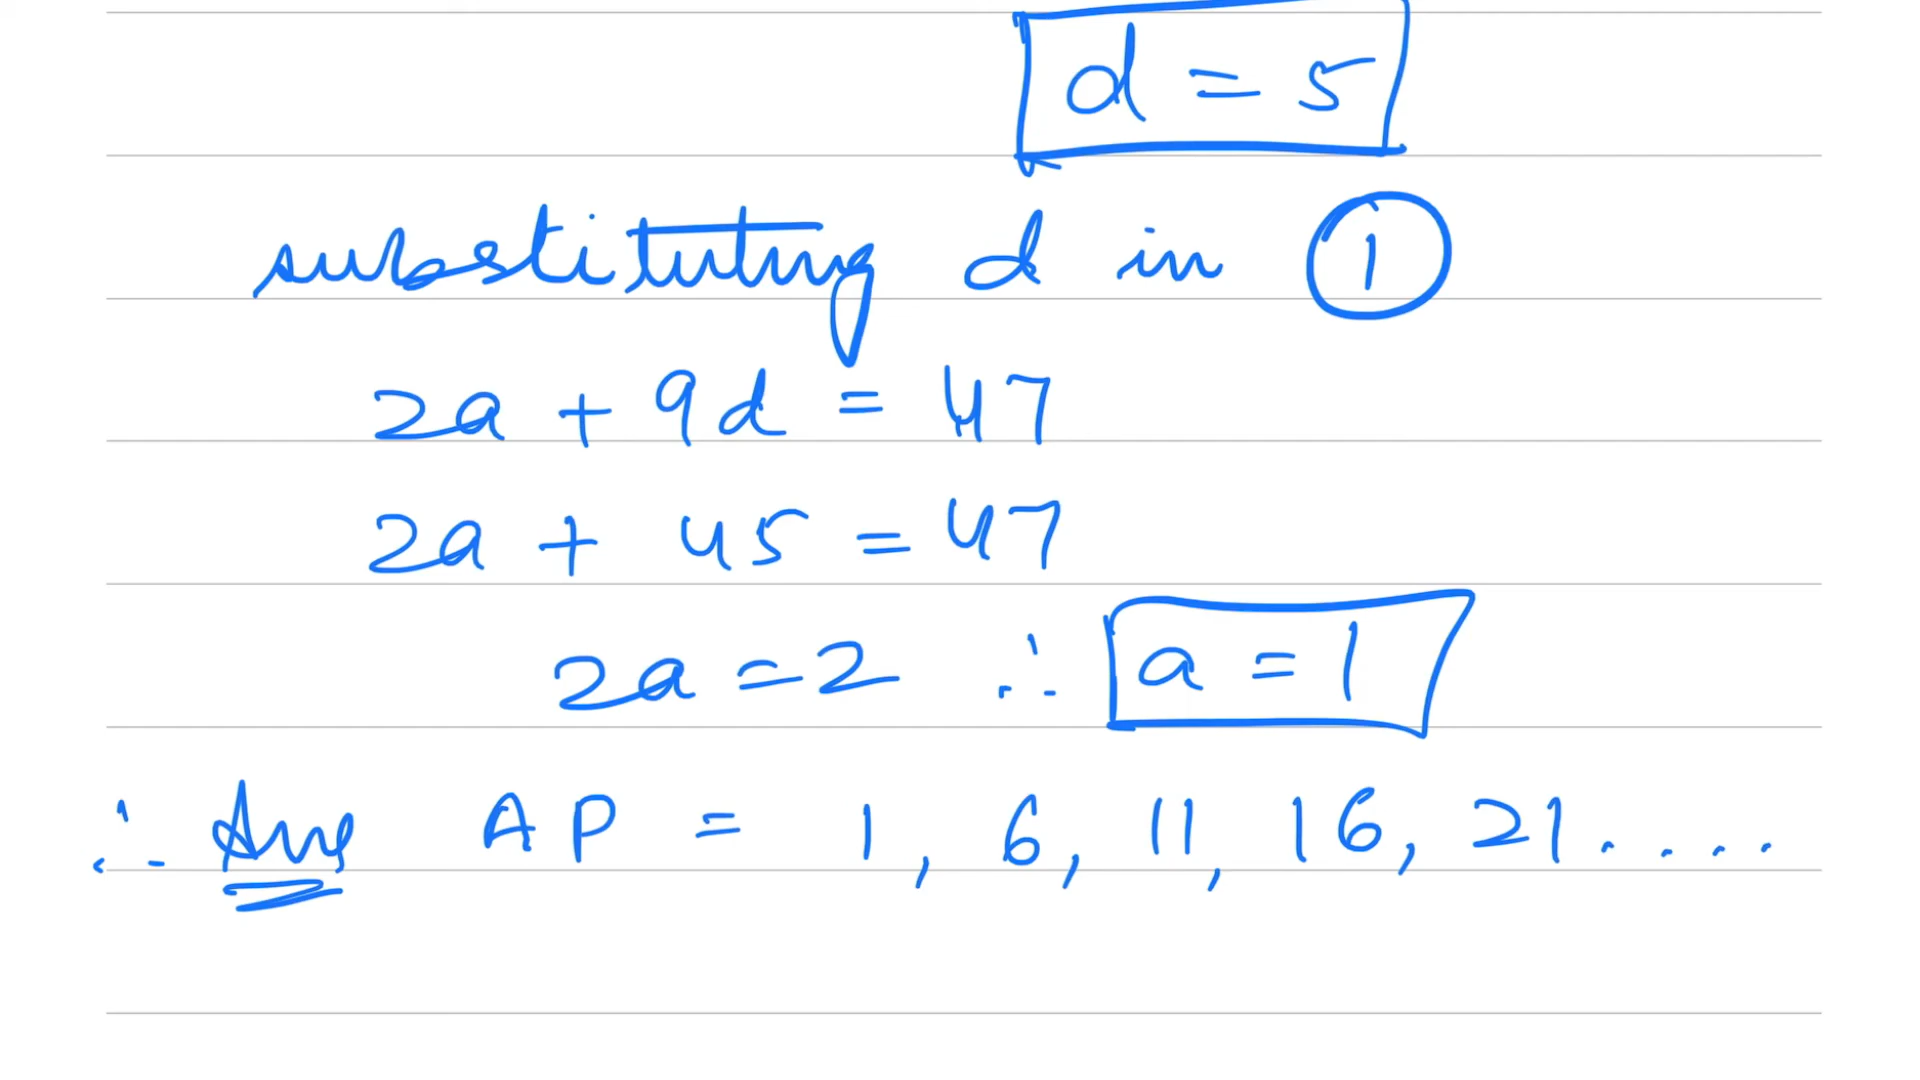 d = 5
substituting d in 1
2a + 9d = 47
2a + 45 = 47
2a = 2 ∴ a = 1
∴ Ans AP = 1, 6, 11, 16, 21.....